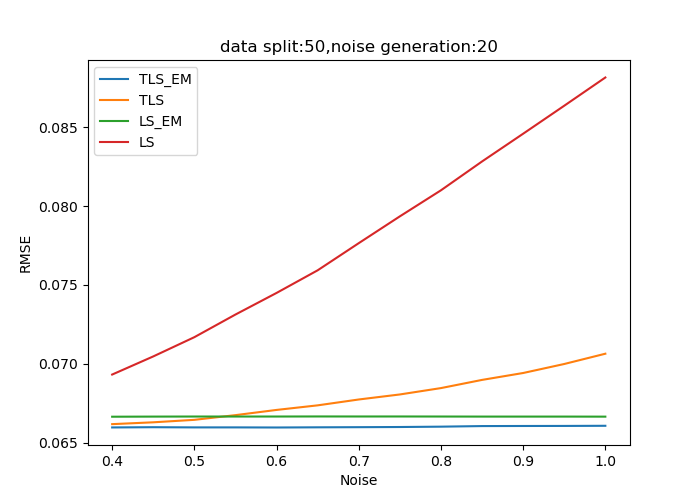 data split:50,noise generation:20
TLS_EM
TLS
LS_EM
LS
0.085
0.080
0.075
0.070
0.065
RMSE
0.4 0.5 0.6 0.7 0.8 0.9 1.0
Noise